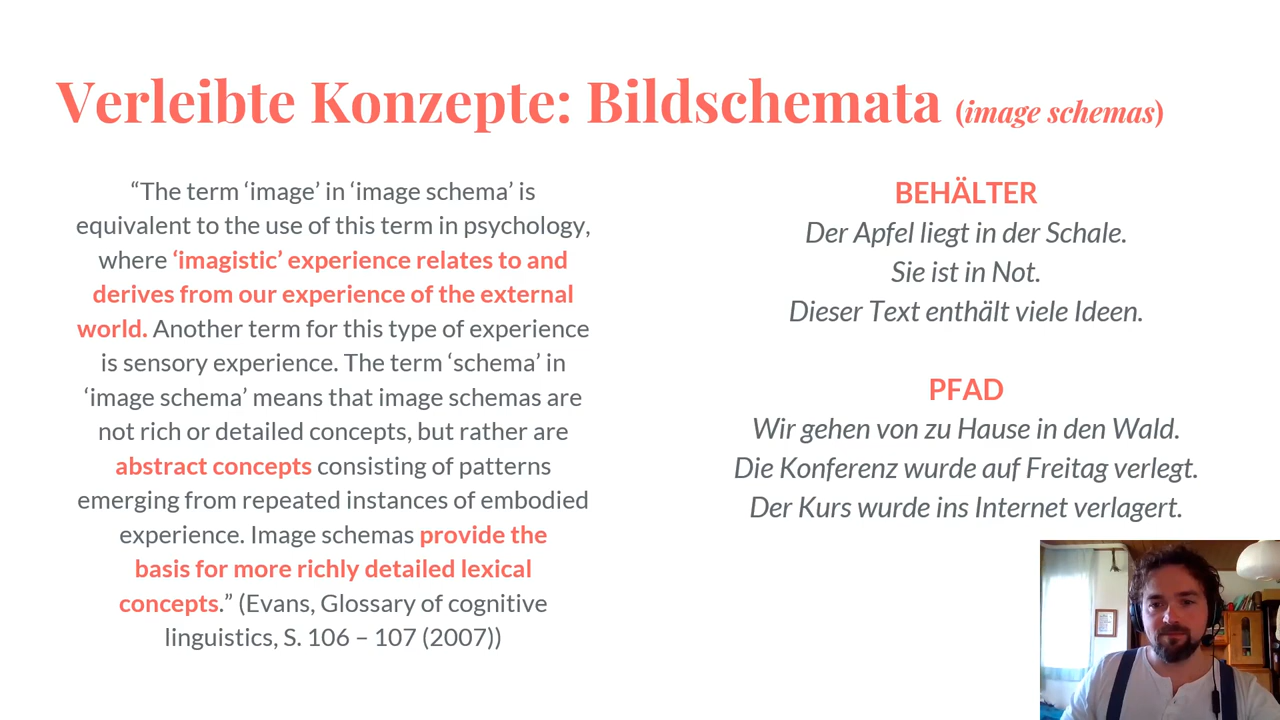 Verleibte Konzepte: Bildschemata (image schemas)
“The term ‘image’ in ‘image schema’ is
equivalent to the use of this term in psychology,
where ‘imagistic’ experience relates to and
derives from our experience of the external
world. Another term for this type of experience
is sensory experience. The term ‘schema’ in
‘image schema’ means that image schemas are
not rich or detailed concepts, but rather are
abstract concepts consisting of patterns
emerging from repeated instances of embodied
experience. Image schemas provide the
basis for more richly detailed lexical
concepts.” (Evans, Glossary of cognitive
linguistics, S. 106 – 107 (2007))
BEHÄLTER
Der Apfel liegt in der Schale.
Sie ist in Not.
Dieser Text enthält viele Ideen.
PFAD
Wir gehen von zu Hause in den Wald.
Die Konferenz wurde auf Freitag verlegt.
Der Kurs wurde ins Internet verlagert.